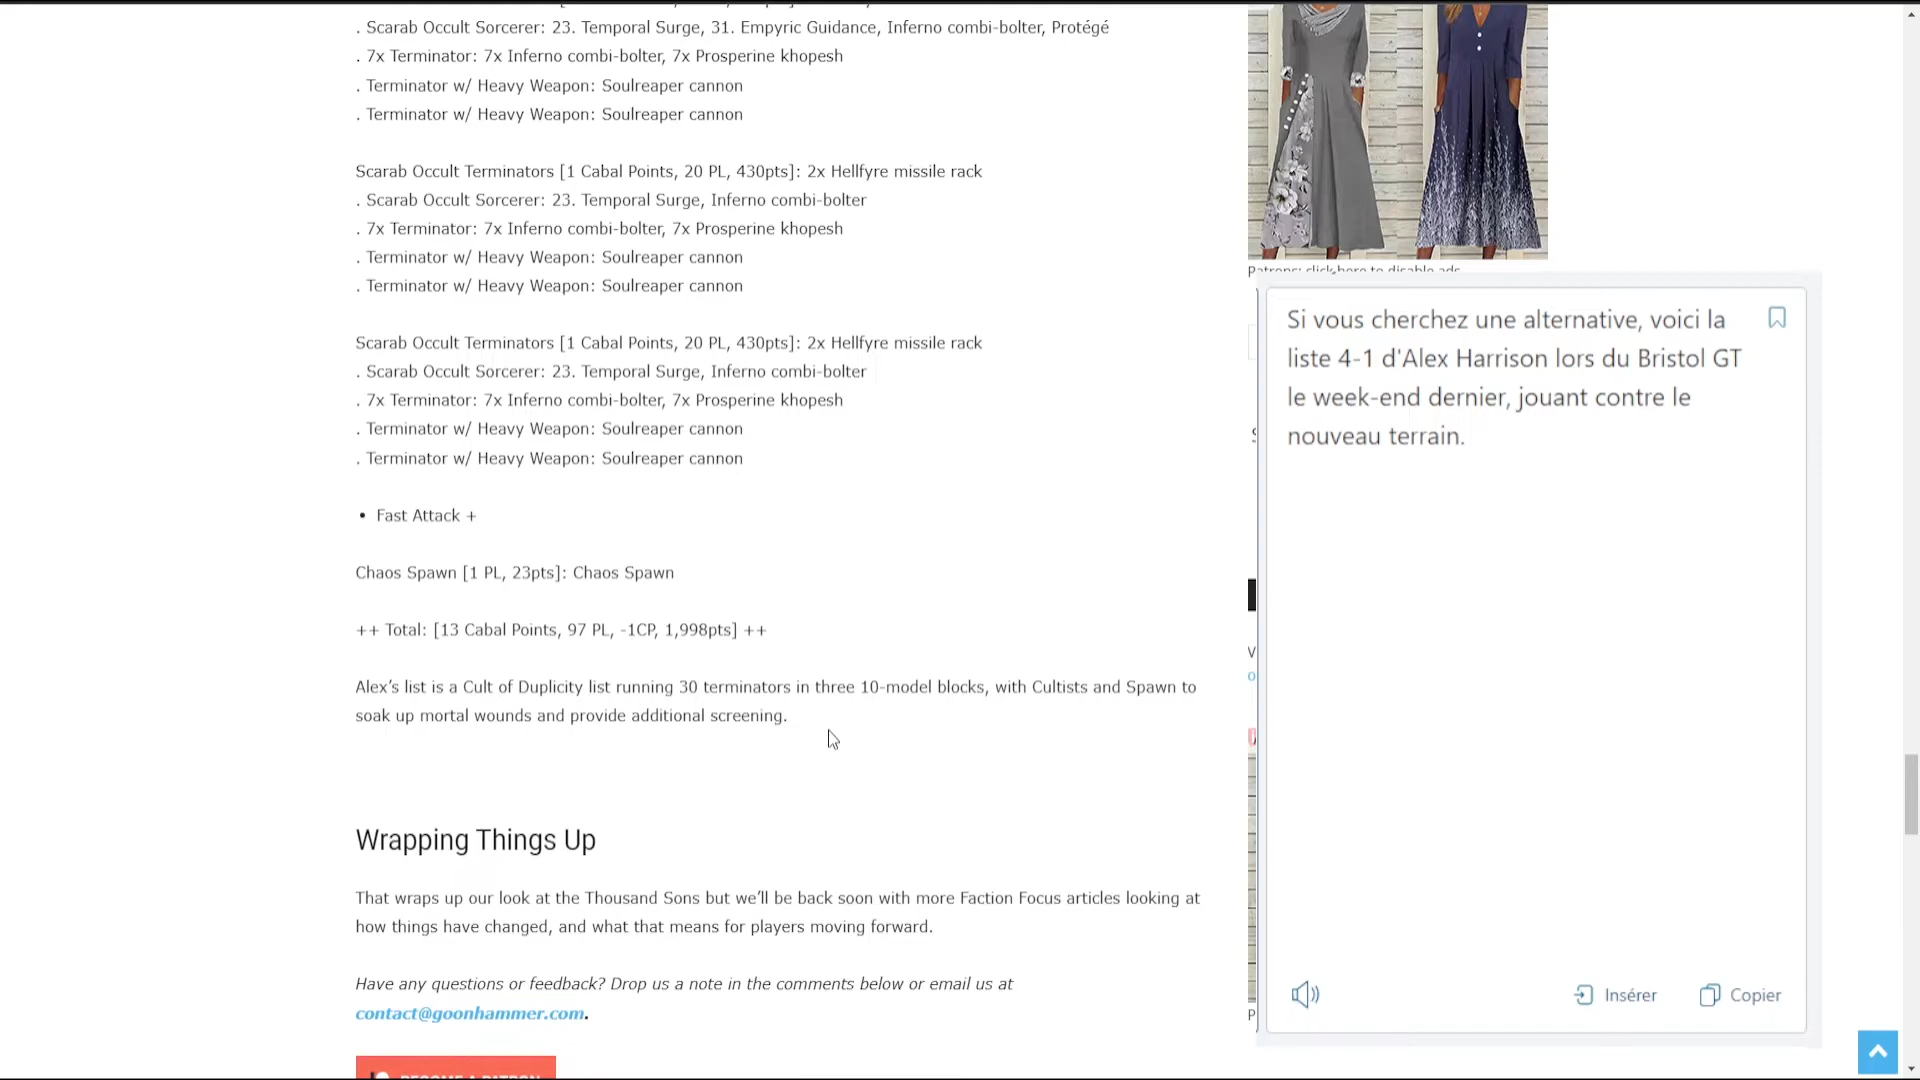 . Scarab Occult Sorcerer: 23. Temporal Surge, 31. Empyric Guidance, Inferno combi-bolter, Protégé
. 7x Terminator: 7x Inferno combi-bolter, 7x Prosperine khopesh
. Terminator w/ Heavy Weapon: Soulreaper cannon
. Terminator w/ Heavy Weapon: Soulreaper cannon
Scarab Occult Terminators [1 Cabal Points, 20 PL, 430pts]: 2x Hellfyre missile rack
. Scarab Occult Sorcerer: 23. Temporal Surge, Inferno combi-bolter
. 7x Terminator: 7x Inferno combi-bolter, 7x Prosperine khopesh
. Terminator w/ Heavy Weapon: Soulreaper cannon
. Terminator w/ Heavy Weapon: Soulreaper cannon
Scarab Occult Terminators [1 Cabal Points, 20 PL, 430pts]: 2x Hellfyre missile rack
. Scarab Occult Sorcerer: 23. Temporal Surge, Inferno combi-bolter
. 7x Terminator: 7x Inferno combi-bolter, 7x Prosperine khopesh
. Terminator w/ Heavy Weapon: Soulreaper cannon
. Terminator w/ Heavy Weapon: Soulreaper cannon
• Fast Attack +
Chaos Spawn [1 PL, 23pts]: Chaos Spawn
++ Total: [13 Cabal Points, 97 PL, -1CP, 1,998pts] ++
Alex’s list is a Cult of Duplicity list running 30 terminators in three 10-model blocks, with Cultists and Spawn to
soak up mortal wounds and provide additional screening.
Wrapping Things Up
That wraps up our look at the Thousand Sons but we’ll be back soon with more Faction Focus articles looking at
how things have changed, and what that means for players moving forward.
Have any questions or feedback? Drop us a note in the comments below or email us at
contact@goonhammer.com.
BECOME A PATRON
Patrons: click here to disable ads
Si vous cherchez une alternative, voici la
liste 4-1 d'Alex Harrison lors du Bristol GT
le week-end dernier, jouant contre le
nouveau terrain.
Insérer
Copier